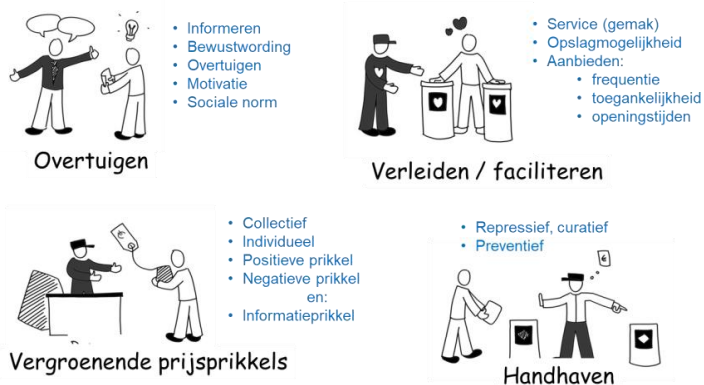 • Informeren
• Bewustwording
• Overtuigen
• Motivatie
• Sociale norm
Overtuigen
• Service (gemak)
• Opslagmogelijkheid
• Aanbieden:
• frequentie
• toegankelijkheid
• openingstijden
Verleiden / faciliteren
€
• Collectief
• Individueel
• Positieve prikkel
• Negatieve prikkel
en:
• Informatieprikkel
Vergroenende prijsprikkels
• Repressief, curatief
• Preventief
€
Handhaven